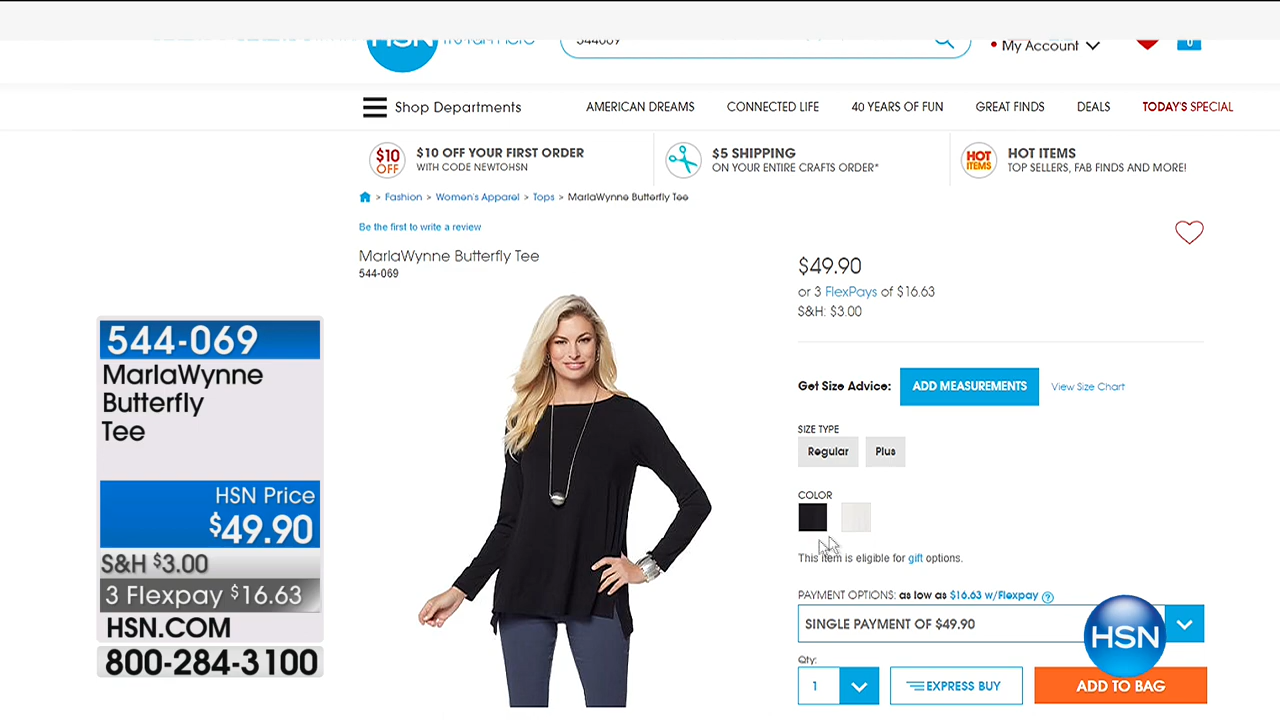 HSN
544069
My Account
0
Shop Departments
AMERICAN DREAMS
CONNECTED LIFE
40 YEARS OF FUN
GREAT FINDS
DEALS
TODAY'S SPECIAL
$10 OFF
$10 OFF YOUR FIRST ORDER
WITH CODE NEWTOHSN
$5 SHIPPING
ON YOUR ENTIRE CRAFTS ORDER*
HOT ITEMS
HOT ITEMS
TOP SELLERS, FAB FINDS AND MORE!
> Fashion > Women's Apparel > Tops > MarlaWynne Butterfly Tee
Be the first to write a review
MarlaWynne Butterfly Tee
544-069
$49.90
or 3 FlexPays of $16.63
S&H: $3.00
Get Size Advice:
ADD MEASUREMENTS
View Size Chart
SIZE TYPE
Regular
Plus
COLOR
This item is eligible for gift options.
PAYMENT OPTIONS: as low as $16.63 w/Flexpay ?
SINGLE PAYMENT OF $49.90
Qty:
1
EXPRESS BUY
ADD TO BAG
HSN
544-069
MarlaWynne
Butterfly
Tee
HSN Price
$49.90
S&H $3.00
3 Flexpay $16.63
HSN.COM
800-284-3100